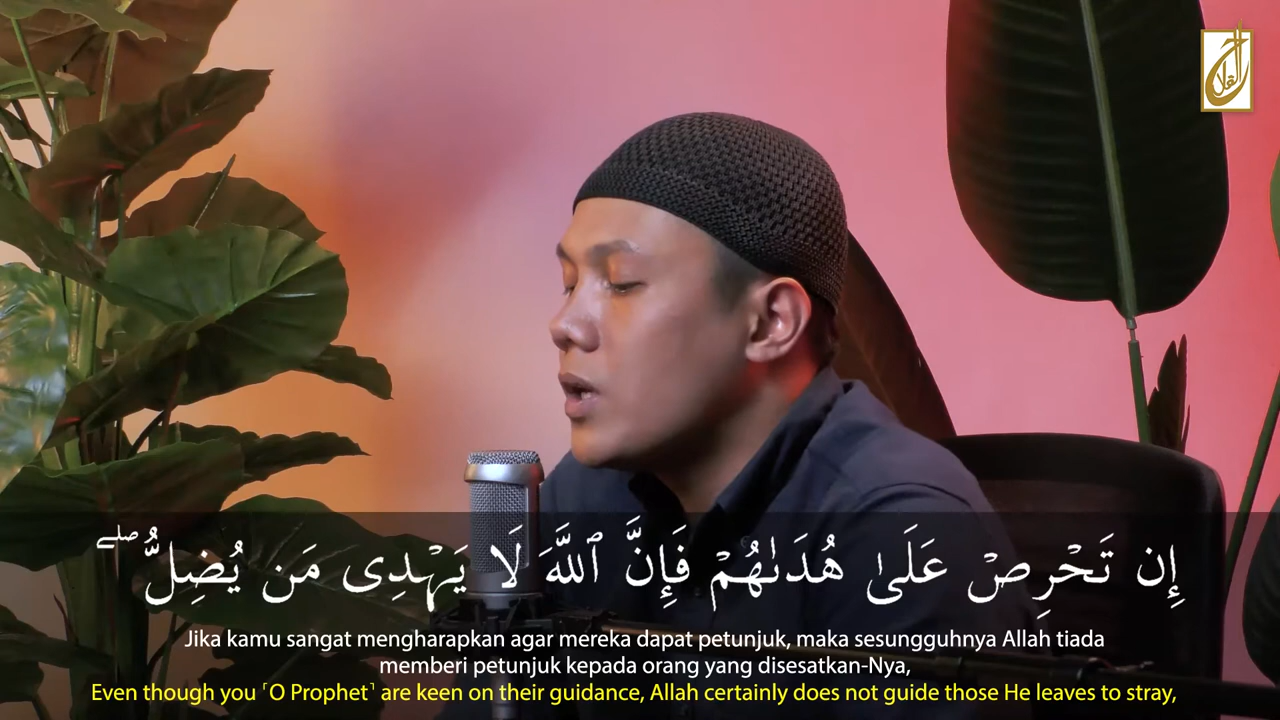 إِن تَحْرِصْ عَلَىٰ هُدَىٰهُمْ فَإِنَّ ٱللَّهَ لَا يَهْدِى مَن يُضِلُّ ۖ
Jika kamu sangat mengharapkan agar mereka dapat petunjuk, maka sesungguhnya Allah tiada
memberi petunjuk kepada orang yang disesatkan-Nya,
Even though you ˹O Prophet˺ are keen on their guidance, Allah certainly does not guide those He leaves to stray,